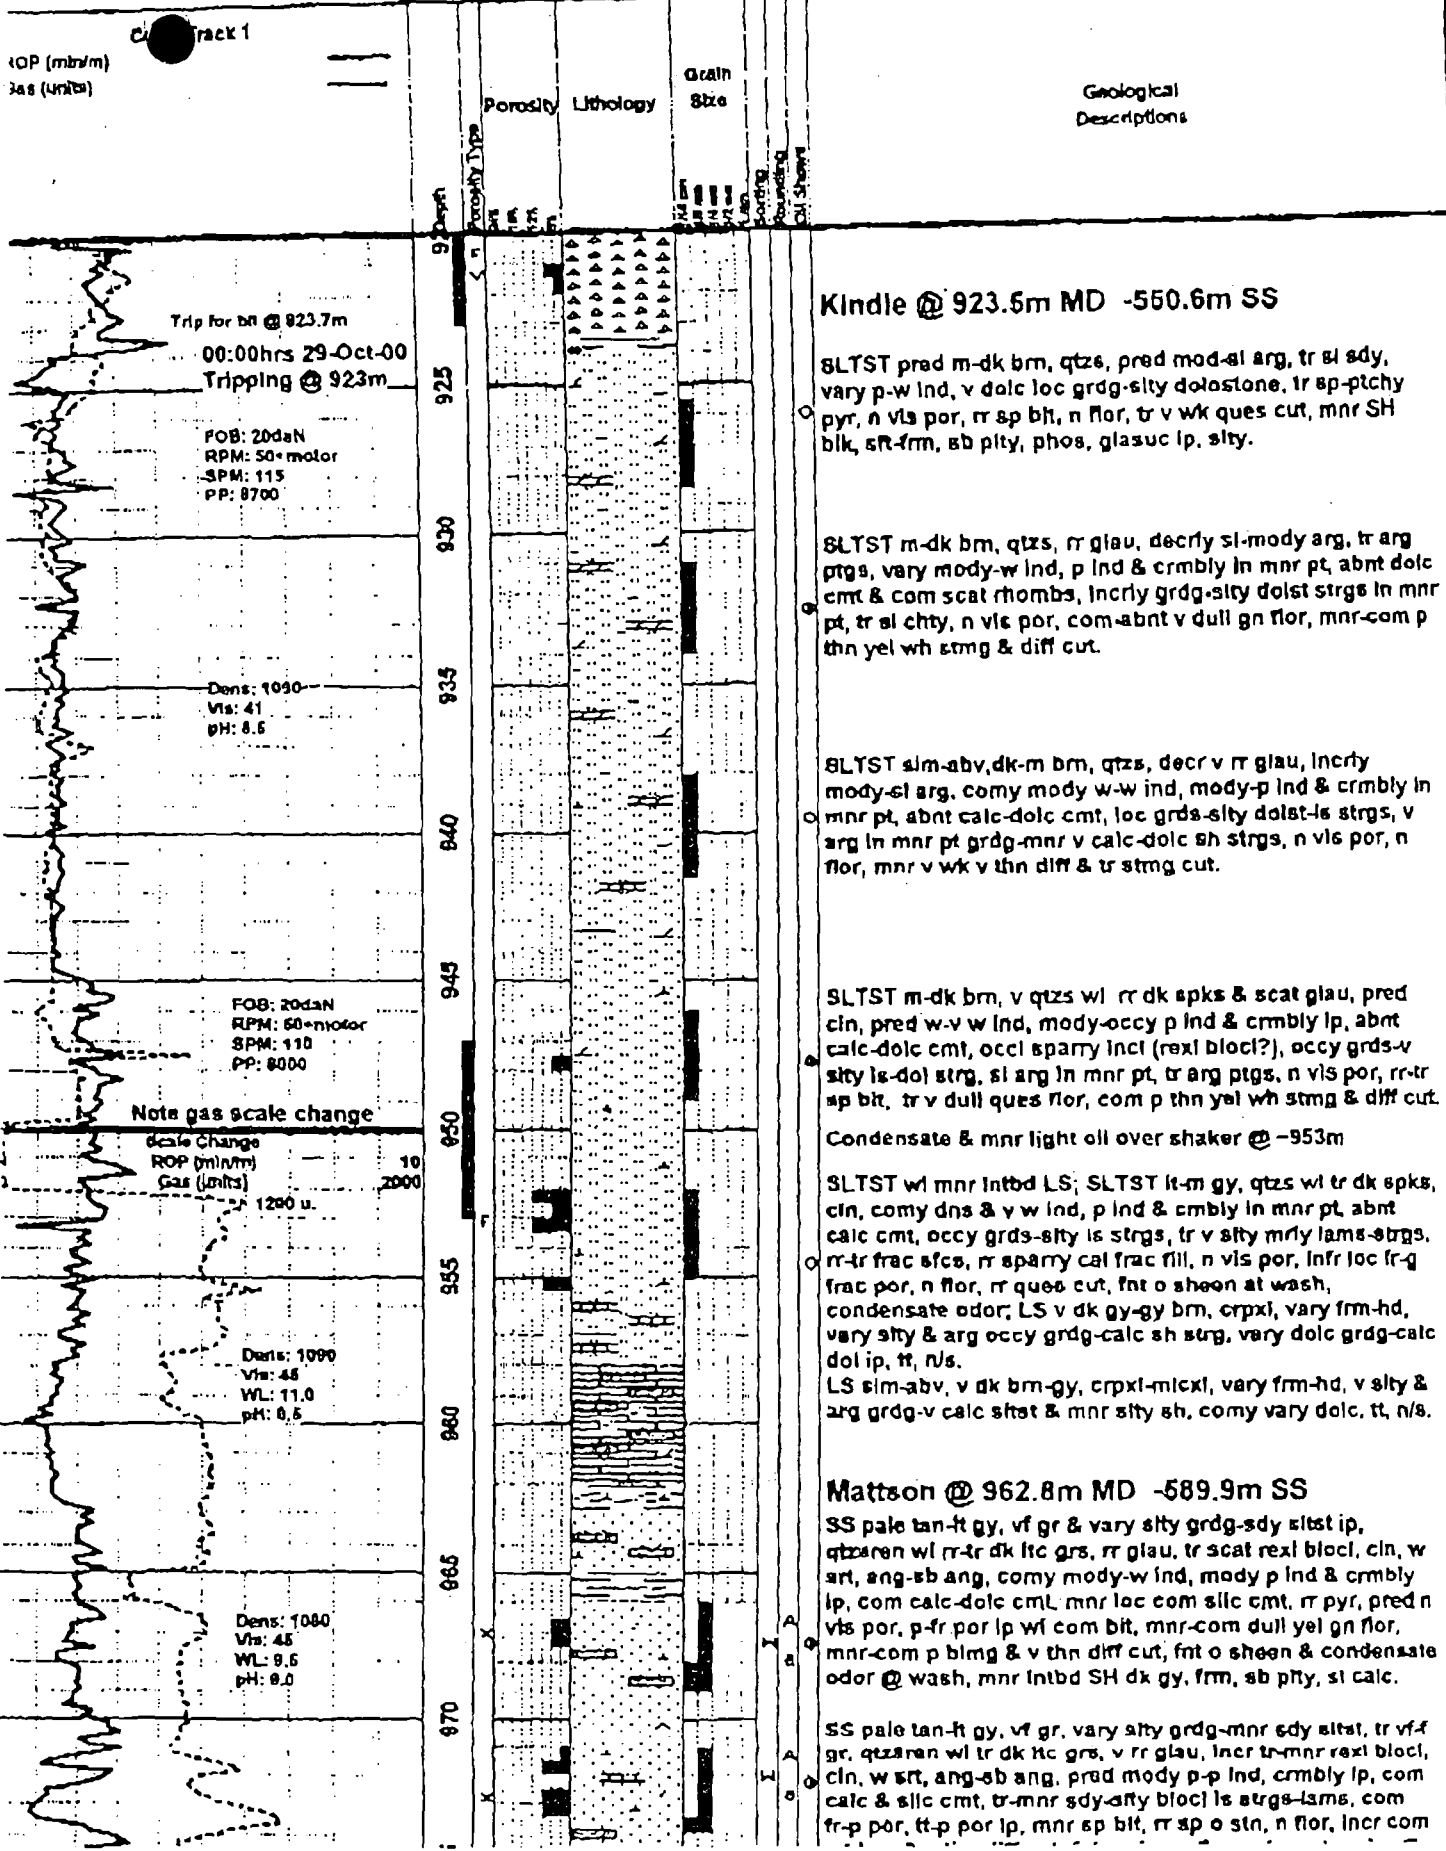 Track 1
ROP (min/m)
Gas (units)
Depth
Porosity Type
Porosity
Lithology
Grain
Size
Sorting
Rounding
Oil Shows
Geological
Descriptions
Trip for bit @ 923.7m
00:00hrs 29-Oct-00
Tripping @ 923m
925
FOB: 20daN
RPM: 50+motor
SPM: 115
PP: 8700
930
935
Dens: 1090
Vis: 41
pH: 8.5
940
945
FOB: 20daN
RPM: 60+motor
SPM: 110
PP: 8000
Note gas scale change
950
Scale Change
ROP (min/m) 10
Gas (units) 2000
1200 u.
955
Dens: 1090
Vis: 45
WL: 11.0
pH: 8.5
960
965
Dens: 1080
Vis: 45
WL: 9.5
pH: 9.0
970
Kindle @ 923.5m MD -550.6m SS
SLTST pred m-dk brn, qtzs, pred mod-sl arg, tr sl sdy,
vary p-w ind, v dolc loc grdg-slty dolostone, tr sp-ptchy
pyr, n vis por, rr sp bit, n flor, tr v wk ques cut, mnr SH
blk, sft-frm, sb plty, phos, glasuc ip, slty.
SLTST m-dk brn, qtzs, rr glau, decrly sl-mody arg, tr arg
ptgs, vary mody-w ind, p ind & crmbly in mnr pt, abnt dolc
cmt & com scat rhombs, incrly grdg-slty dolst strgs in mnr
pt, tr sl chty, n vis por, com-abnt v dull gn flor, mnr-com p
thn yel wh stmg & diff cut.
SLTST sim-abv, dk-m brn, qtzs, decr v rr glau, incrly
mody-sl arg, comy mody w-w ind, mody-p ind & crmbly in
mnr pt, abnt calc-dolc cmt, loc grds-slty dolst-ls strgs, v
arg in mnr pt grdg-mnr v calc-dolc sh strgs, n vis por, n
flor, mnr v wk v thn diff & tr stmg cut.
SLTST m-dk brn, v qtzs wi rr dk spks & scat glau, pred
cln, pred w-v w ind, mody-occy p ind & crmbly ip, abnt
calc-dolc cmt, occl sparry incl (rexl biocl?), occy grds-v
slty ls-dol strg, sl arg in mnr pt, tr arg ptgs, n vis por, rr-tr
sp bit, tr v dull ques flor, com p thn yel wh stmg & diff cut.
Condensate & mnr light oil over shaker @ ~953m
SLTST wi mnr intbd LS; SLTST lt-m gy, qtzs wi tr dk spks,
cln, comy dns & v w ind, p ind & crmbly in mnr pt, abnt
calc cmt, occy grds-slty ls strgs, tr v slty mrly lams-strgs,
rr-tr frac sfcs, rr sparry cal frac fill, n vis por, infr loc fr-g
frac por, n flor, rr ques cut, fnt o sheen at wash,
condensate odor; LS v dk gy-gy brn, crpxl, vary frm-hd,
vary slty & arg occy grdg-calc sh strg, vary dolc grdg-calc
dol ip, tt, n/s.
LS sim-abv, v dk brn-gy, crpxl-micxl, vary frm-hd, v slty &
arg grdg-v calc sltst & mnr slty sh, comy vary dolc, tt, n/s.
Mattson @ 962.8m MD -589.9m SS
SS pale tan-lt gy, vf gr & vary slty grdg-sdy sltst ip,
qtzaren wi rr-tr dk ltc grs, rr glau, tr scat rexl biocl, cln, w
srt, ang-sb ang, comy mody-w ind, mody p ind & crmbly
ip, com calc-dolc cmt, mnr loc com silc cmt, rr pyr, pred n
vis por, p-fr por ip wi com bit, mnr-com dull yel gn flor,
mnr-com p blmg & v thn diff cut, fnt o sheen & condensate
odor @ wash, mnr intbd SH dk gy, frm, sb plty, sl calc.
SS pale tan-lt gy, vf gr, vary slty grdg-mnr sdy sltst, tr vf-f
gr, qtzaren wi tr dk ltc grs, v rr glau, incr tr-mnr rexl biocl,
cln, w srt, ang-sb ang, pred mody p-p ind, crmbly ip, com
calc & silc cmt, tr-mnr sdy-slty biocl ls strgs-lams, com
fr-p por, tt-p por ip, mnr sp bit, rr sp o stn, n flor, incr com